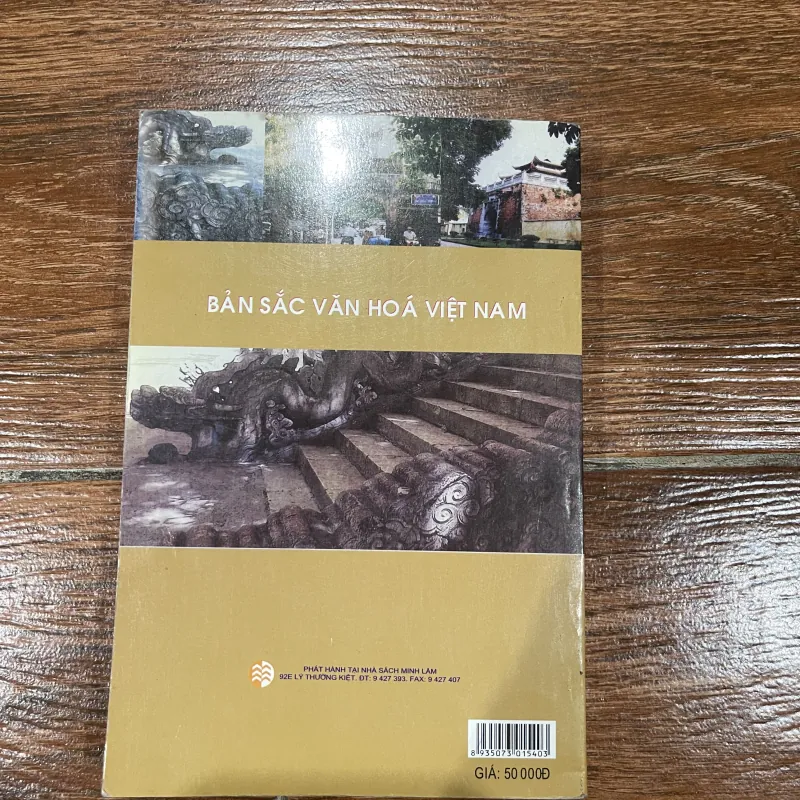 BẢN SẮC VĂN HOÁ VIỆT NAM
PHÁT HÀNH TẠI NHÀ SÁCH MINH LÂM
92E LÝ THƯỜNG KIỆT. ĐT: 9 427 393. FAX: 9 427 407
8 935073 015403
GIÁ: 50 000Đ